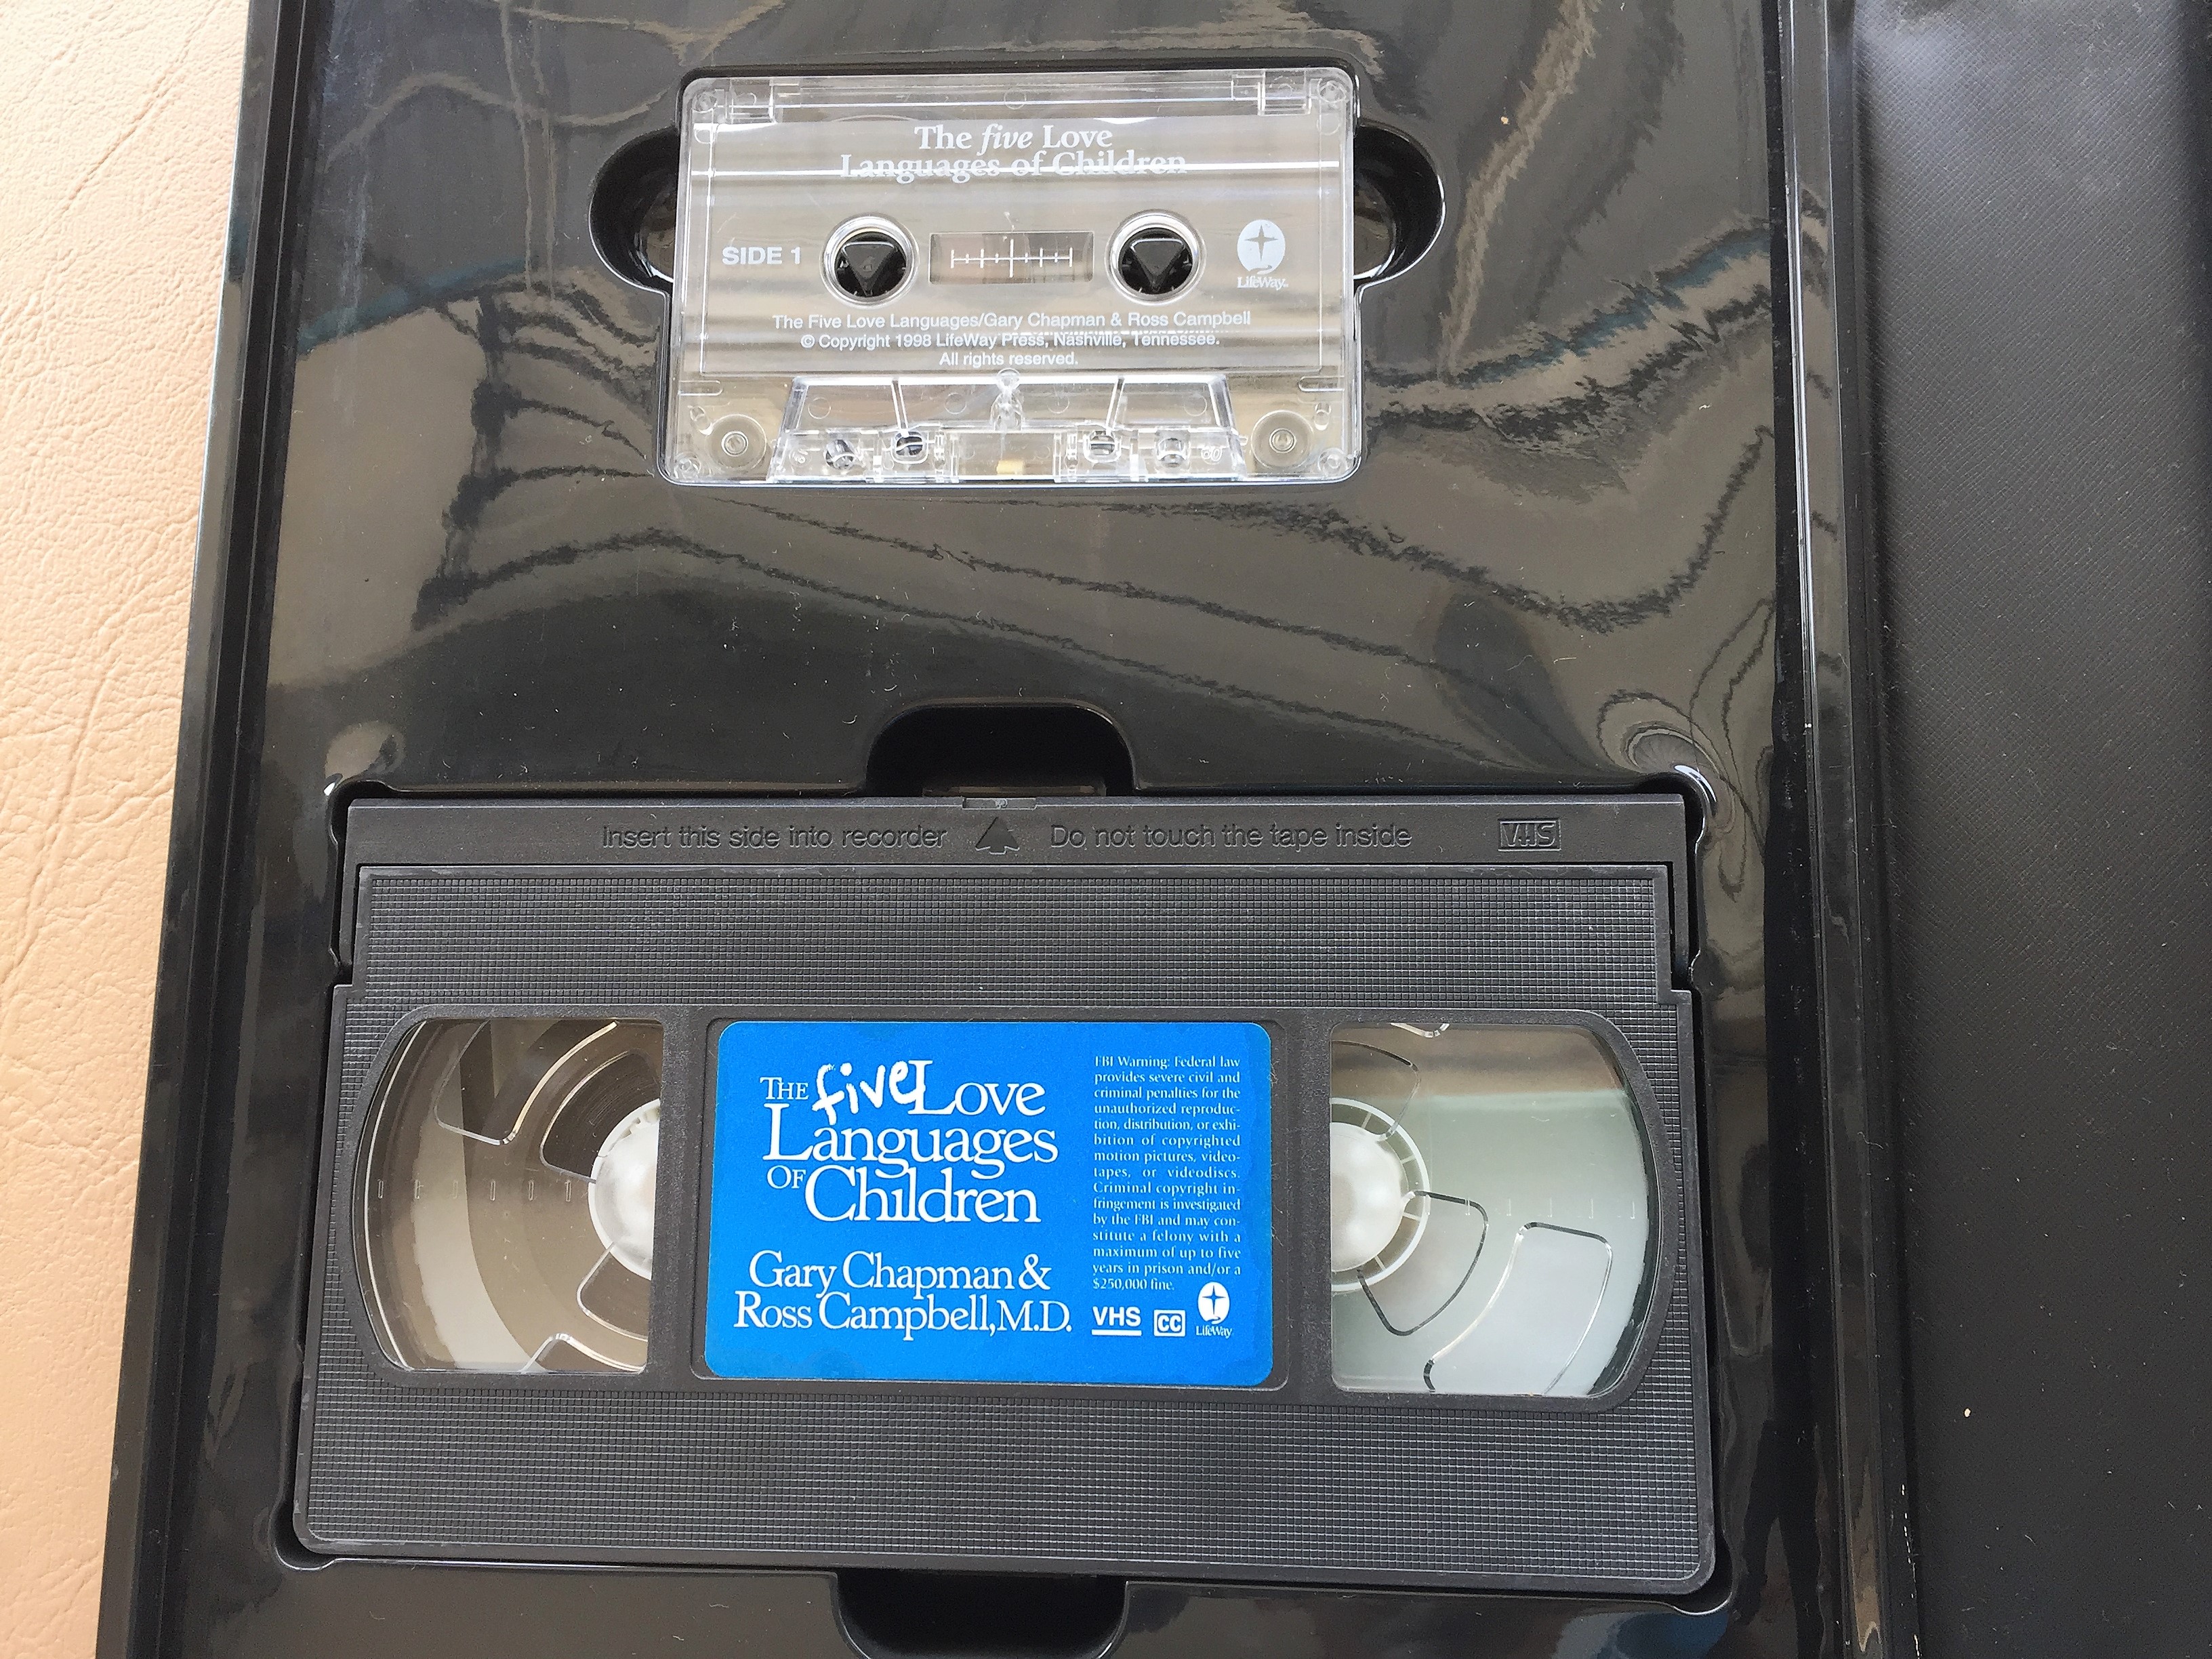 The five Love
Languages of Children
SIDE 1
LifeWay
The Five Love Languages/Gary Chapman & Ross Campbell
© Copyright 1998 LifeWay Press, Nashville, Tennessee.
All rights reserved.
Insert this side into recorder Do not touch the tape inside VHS
THE five Love
Languages
OF Children
Gary Chapman &
Ross Campbell, M.D.
FBI Warning: Federal law
provides severe civil and
criminal penalties for the
unauthorized reproduc-
tion, distribution, or exhi-
bition of copyrighted
motion pictures, video-
tapes, or videodiscs.
Criminal copyright in-
fringement is investigated
by the FBI and may con-
stitute a felony with a
maximum of up to five
years in prison and/or a
$250,000 fine.
VHS CC LifeWay